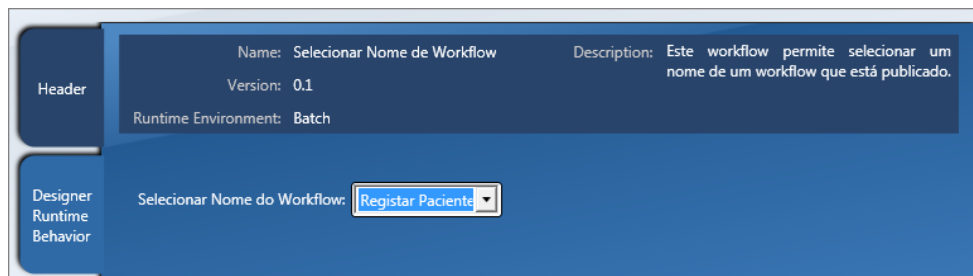 Header
Name: Selecionar Nome de Workflow
Description: Este workflow permite selecionar um
nome de um workflow que está publicado.
Version: 0.1
Runtime Environment: Batch
Designer
Runtime
Behavior
Selecionar Nome do Workflow: Registar Paciente